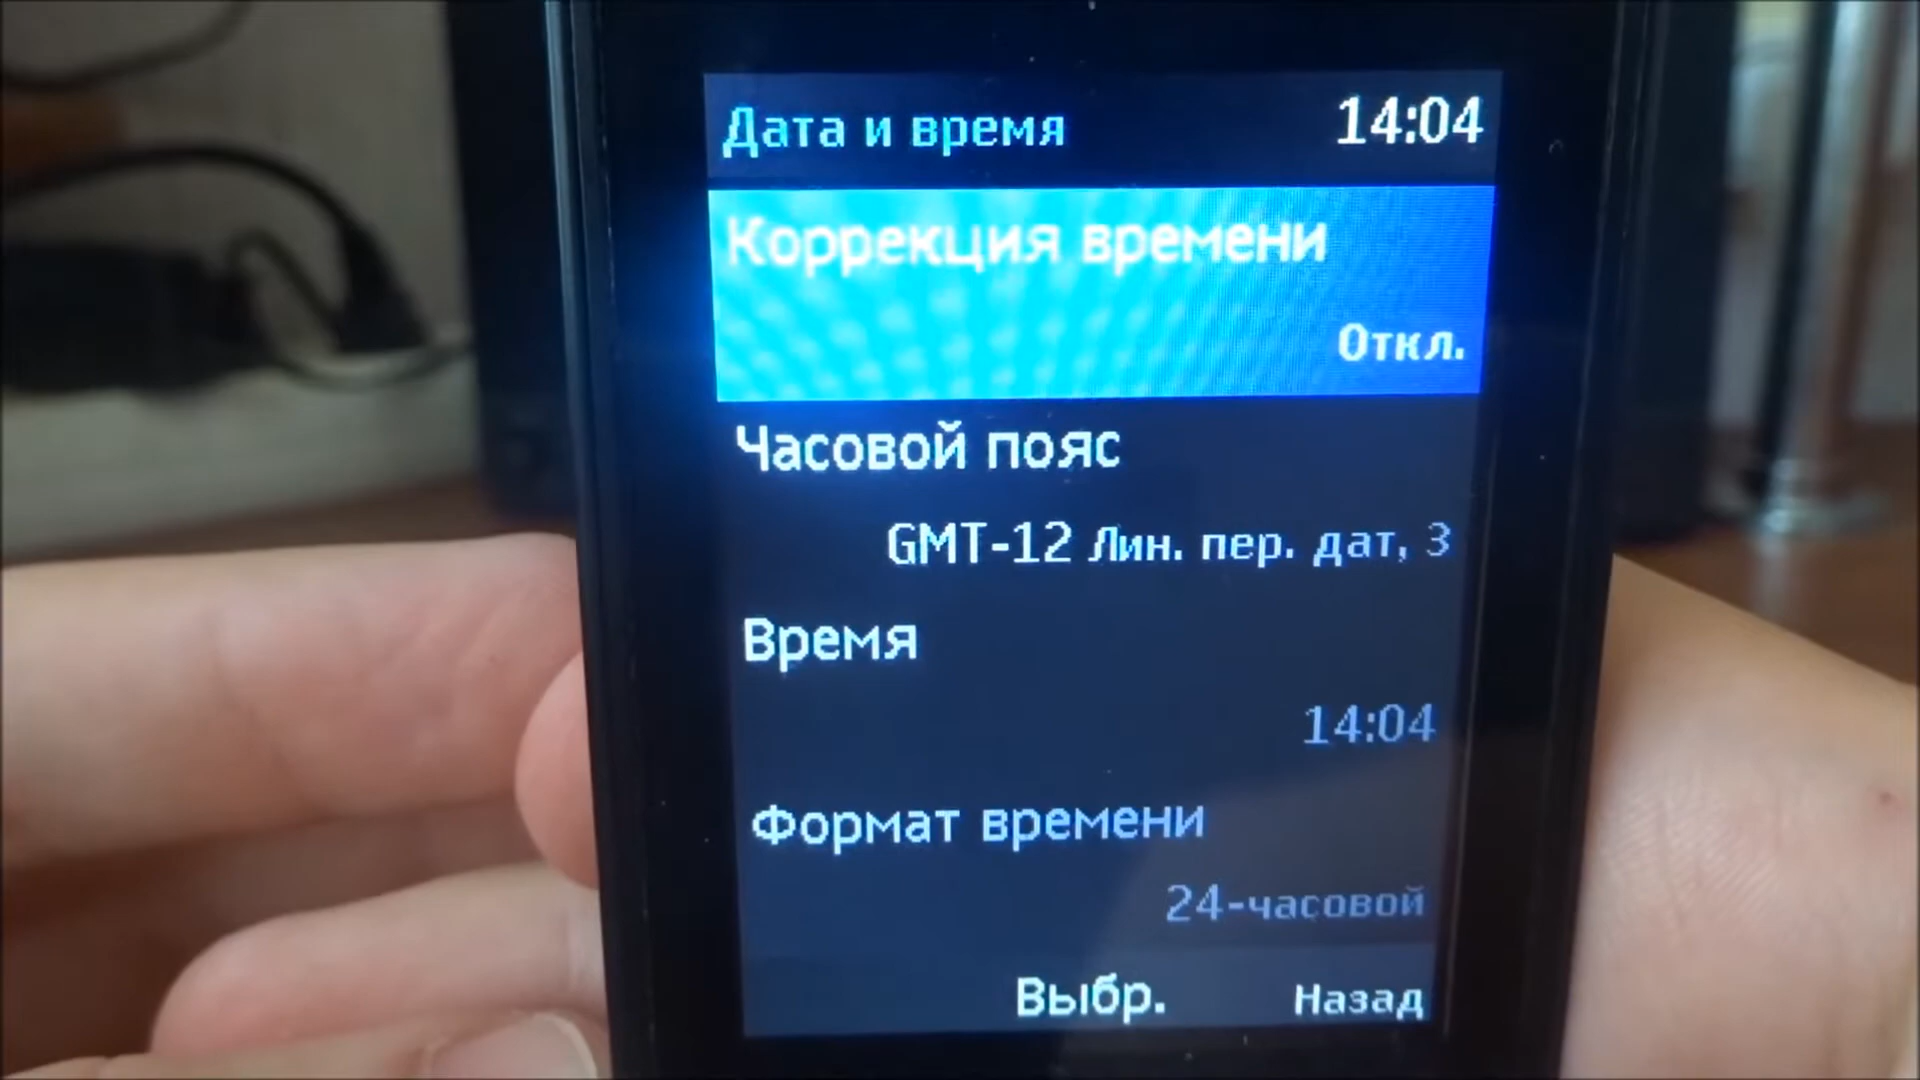 Дата и время 14:04
Коррекция времени
Откл.
Часовой пояс
GMT-12 Лин. пер. дат, З
Время
14:04
Формат времени
24-часовой
Выбр. Назад